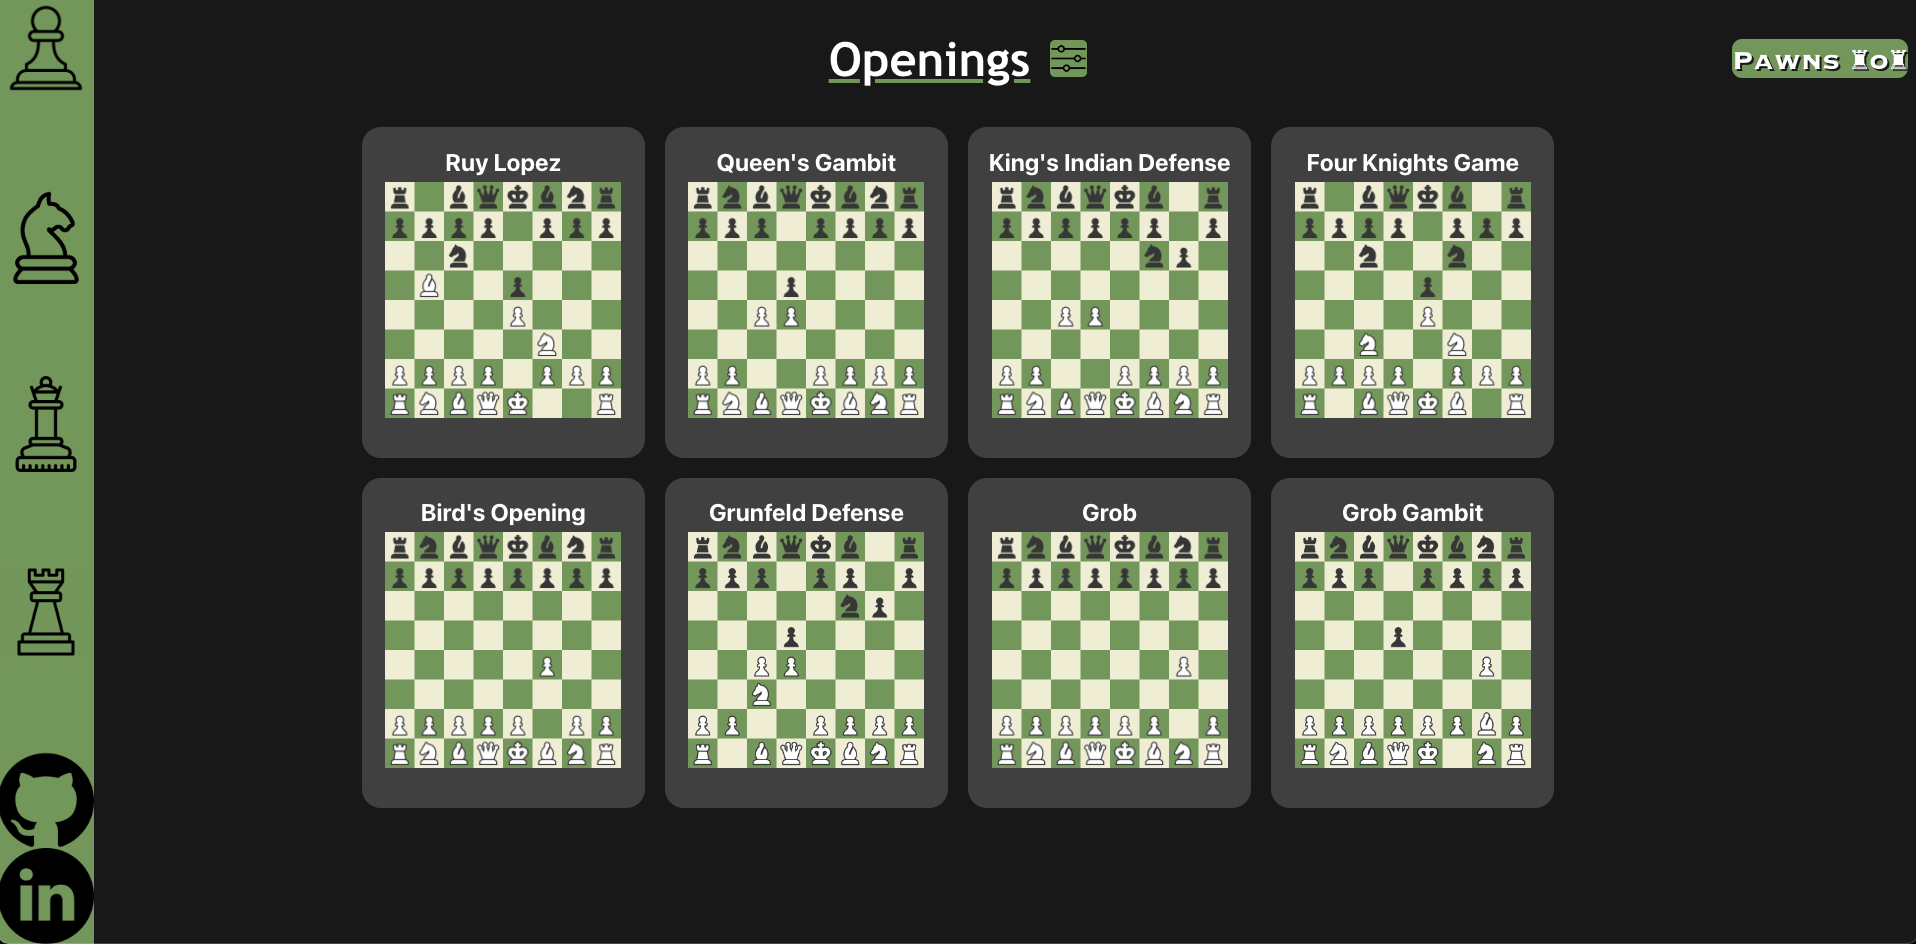 Openings
PAWNS ♜O♜
Ruy Lopez
Queen's Gambit
King's Indian Defense
Four Knights Game
Bird's Opening
Grunfeld Defense
Grob
Grob Gambit
in